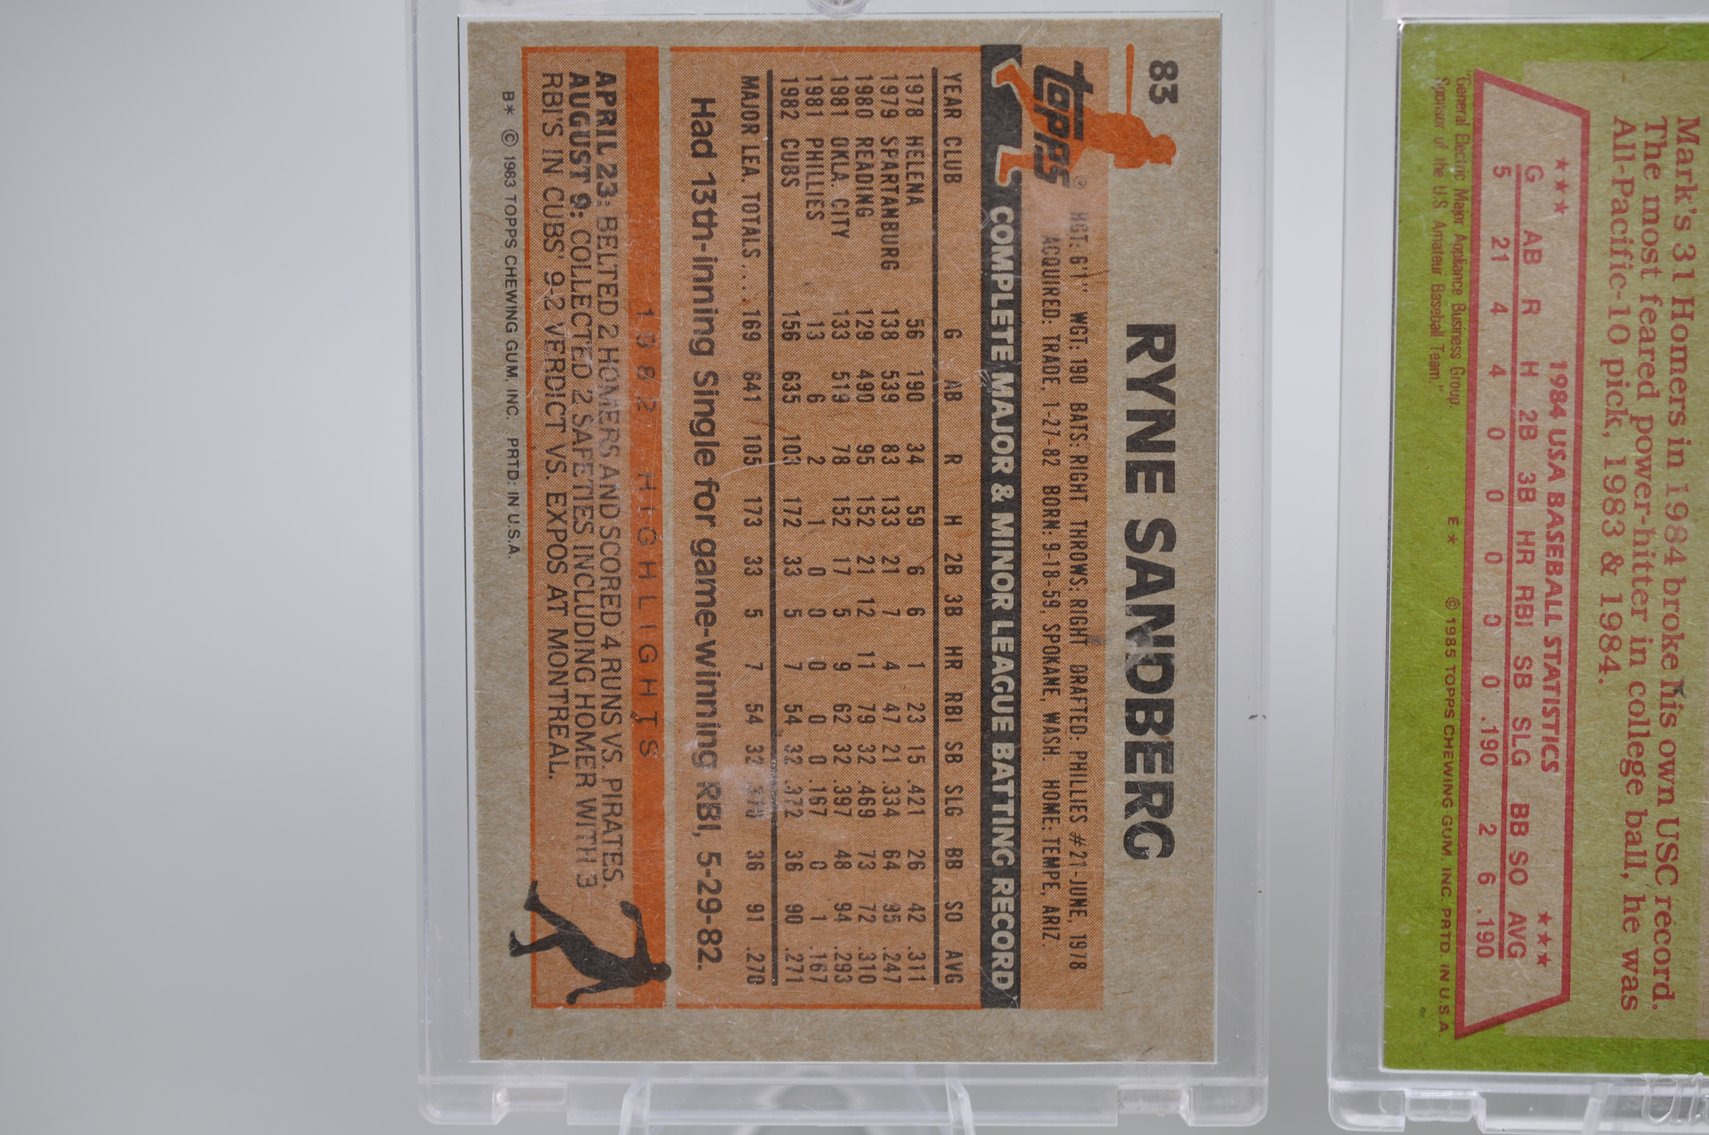 83
RYNE SANDBERG
TOPPS®
HGT: 6'1" WGT: 190 BATS: RIGHT THROWS: RIGHT DRAFTED: PHILLIES #21-JUNE, 1978
ACQUIRED: TRADE, 1-27-82 BORN: 9-18-59, SPOKANE, WASH. HOME: TEMPE, ARIZ.
COMPLETE MAJOR & MINOR LEAGUE BATTING RECORD
YEAR CLUB G AB R H 2B 3B HR RBI SB SLG BB SO AVG
1978 HELENA 56 190 34 59 6 6 1 23 15 .421 26 42 .311
1979 SPARTANBURG 138 539 83 133 21 7 4 47 21 .334 64 95 .247
1980 READING 129 490 95 152 21 12 11 79 32 .469 73 72 .310
1981 OKLA. CITY 133 519 78 152 17 5 9 62 32 .397 48 94 .293
1981 PHILLIES 13 6 2 1 0 0 0 0 0 .167 0 1 .167
1982 CUBS 156 635 103 172 33 5 7 54 32 .372 36 90 .271
MAJOR LEA. TOTALS .... 169 641 105 173 33 5 7 54 32 36 91 .270
Had 13th-inning Single for game-winning RBI, 5-29-82.
1982 HIGHLIGHTS
APRIL 23: BELTED 2 HOMERS AND SCORED 4 RUNS VS. PIRATES.
AUGUST 9: COLLECTED 2 SAFETIES INCLUDING HOMER WITH 3
RBI'S IN CUBS' 9-2 VERDICT VS. EXPOS AT MONTREAL.
B* © 1983 TOPPS CHEWING GUM, INC. PRTD. IN U.S.A.
Mark's 31 Homers in 1984 broke his own USC record.
The most feared power-hitter in college ball, he was
All-Pacific-10 pick, 1983 & 1984.
★★★ 1984 USA BASEBALL STATISTICS ★★★
G AB R H 2B 3B HR RBI SB SLG BB SO AVG
5 21 4 4 0 0 0 0 0 .190 2 6 .190
"General Electric Major Appliance Business Group,
Sponsor of the U.S. Amateur Baseball Team."
E* © 1985 TOPPS CHEWING GUM, INC. PRTD. IN U.S.A